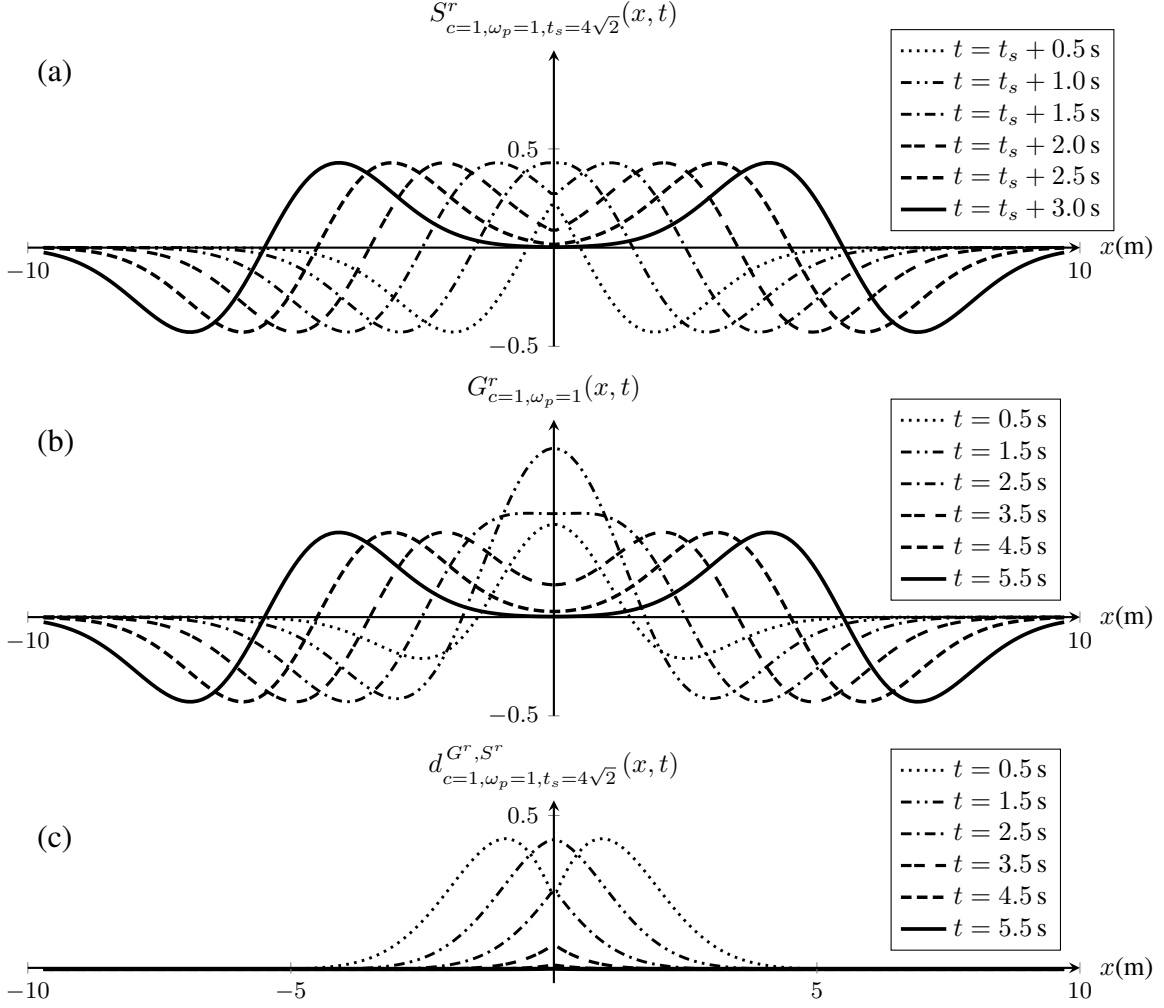 S^r_{c=1,ω_p=1,t_s=4√2}(x, t)
(a)
t = t_s + 0.5 s
t = t_s + 1.0 s
t = t_s + 1.5 s
t = t_s + 2.0 s
t = t_s + 2.5 s
t = t_s + 3.0 s
0.5
−10
10
x(m)
−0.5
G^r_{c=1,ω_p=1}(x, t)
(b)
t = 0.5 s
t = 1.5 s
t = 2.5 s
t = 3.5 s
t = 4.5 s
t = 5.5 s
−10
10
x(m)
−0.5
d^{G^r,S^r}_{c=1,ω_p=1,t_s=4√2}(x, t)
(c)
t = 0.5 s
t = 1.5 s
t = 2.5 s
t = 3.5 s
t = 4.5 s
t = 5.5 s
0.5
x(m)
−10
−5
5
10